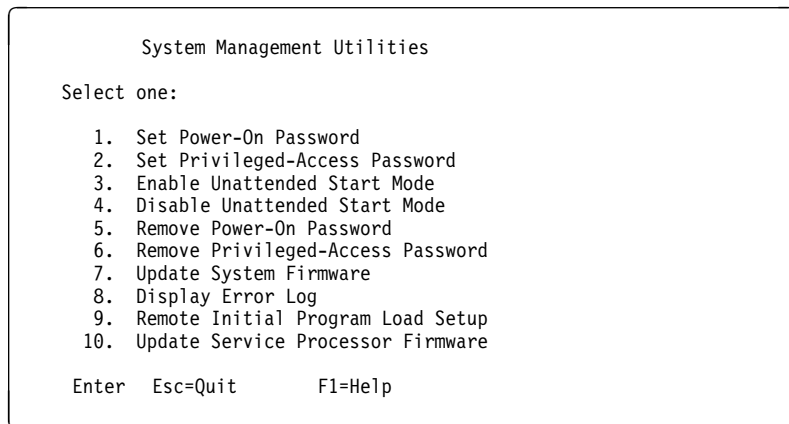 System Management Utilities
Select one:
1. Set Power-On Password
2. Set Privileged-Access Password
3. Enable Unattended Start Mode
4. Disable Unattended Start Mode
5. Remove Power-On Password
6. Remove Privileged-Access Password
7. Update System Firmware
8. Display Error Log
9. Remote Initial Program Load Setup
10. Update Service Processor Firmware
Enter Esc=Quit F1=Help